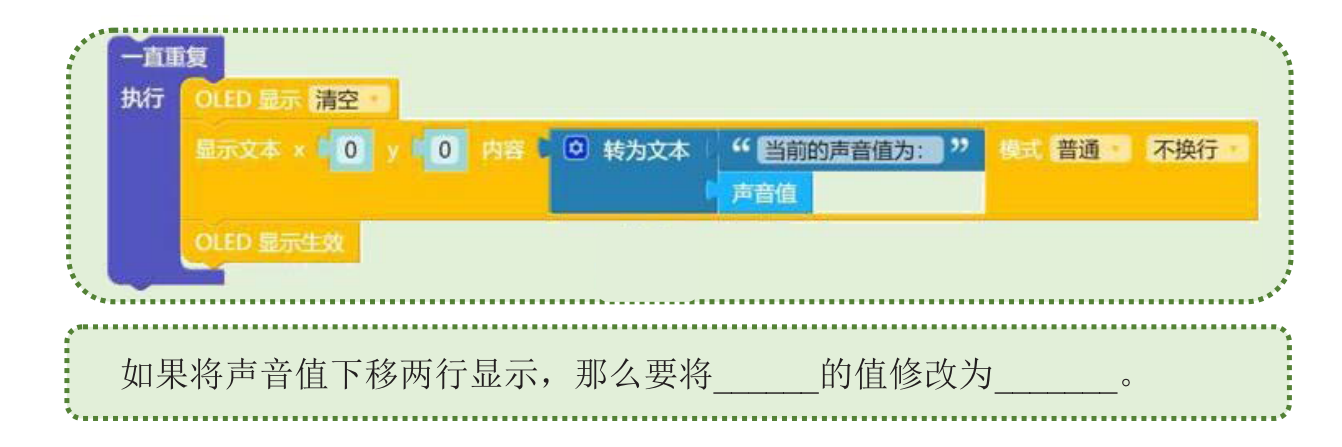 一直重复
执行 OLED 显示 清空
显示文本 x 0 y 0 内容 转为文本 “ 当前的声音值为： ” 模式 普通 不换行
声音值
OLED 显示生效
如果将声音值下移两行显示，那么要将______的值修改为_______。